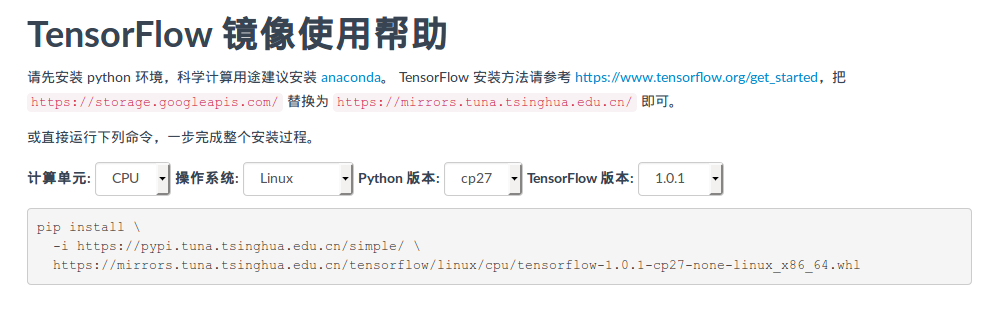 TensorFlow 镜像使用帮助
请先安装 python 环境，科学计算用途建议安装 anaconda。 TensorFlow 安装方法请参考 https://www.tensorflow.org/get_started，把
https://storage.googleapis.com/ 替换为 https://mirrors.tuna.tsinghua.edu.cn/ 即可。
或直接运行下列命令，一步完成整个安装过程。
计算单元: CPU 操作系统: Linux Python 版本: cp27 TensorFlow 版本: 1.0.1
pip install \
-i https://pypi.tuna.tsinghua.edu.cn/simple/ \
https://mirrors.tuna.tsinghua.edu.cn/tensorflow/linux/cpu/tensorflow-1.0.1-cp27-none-linux_x86_64.whl